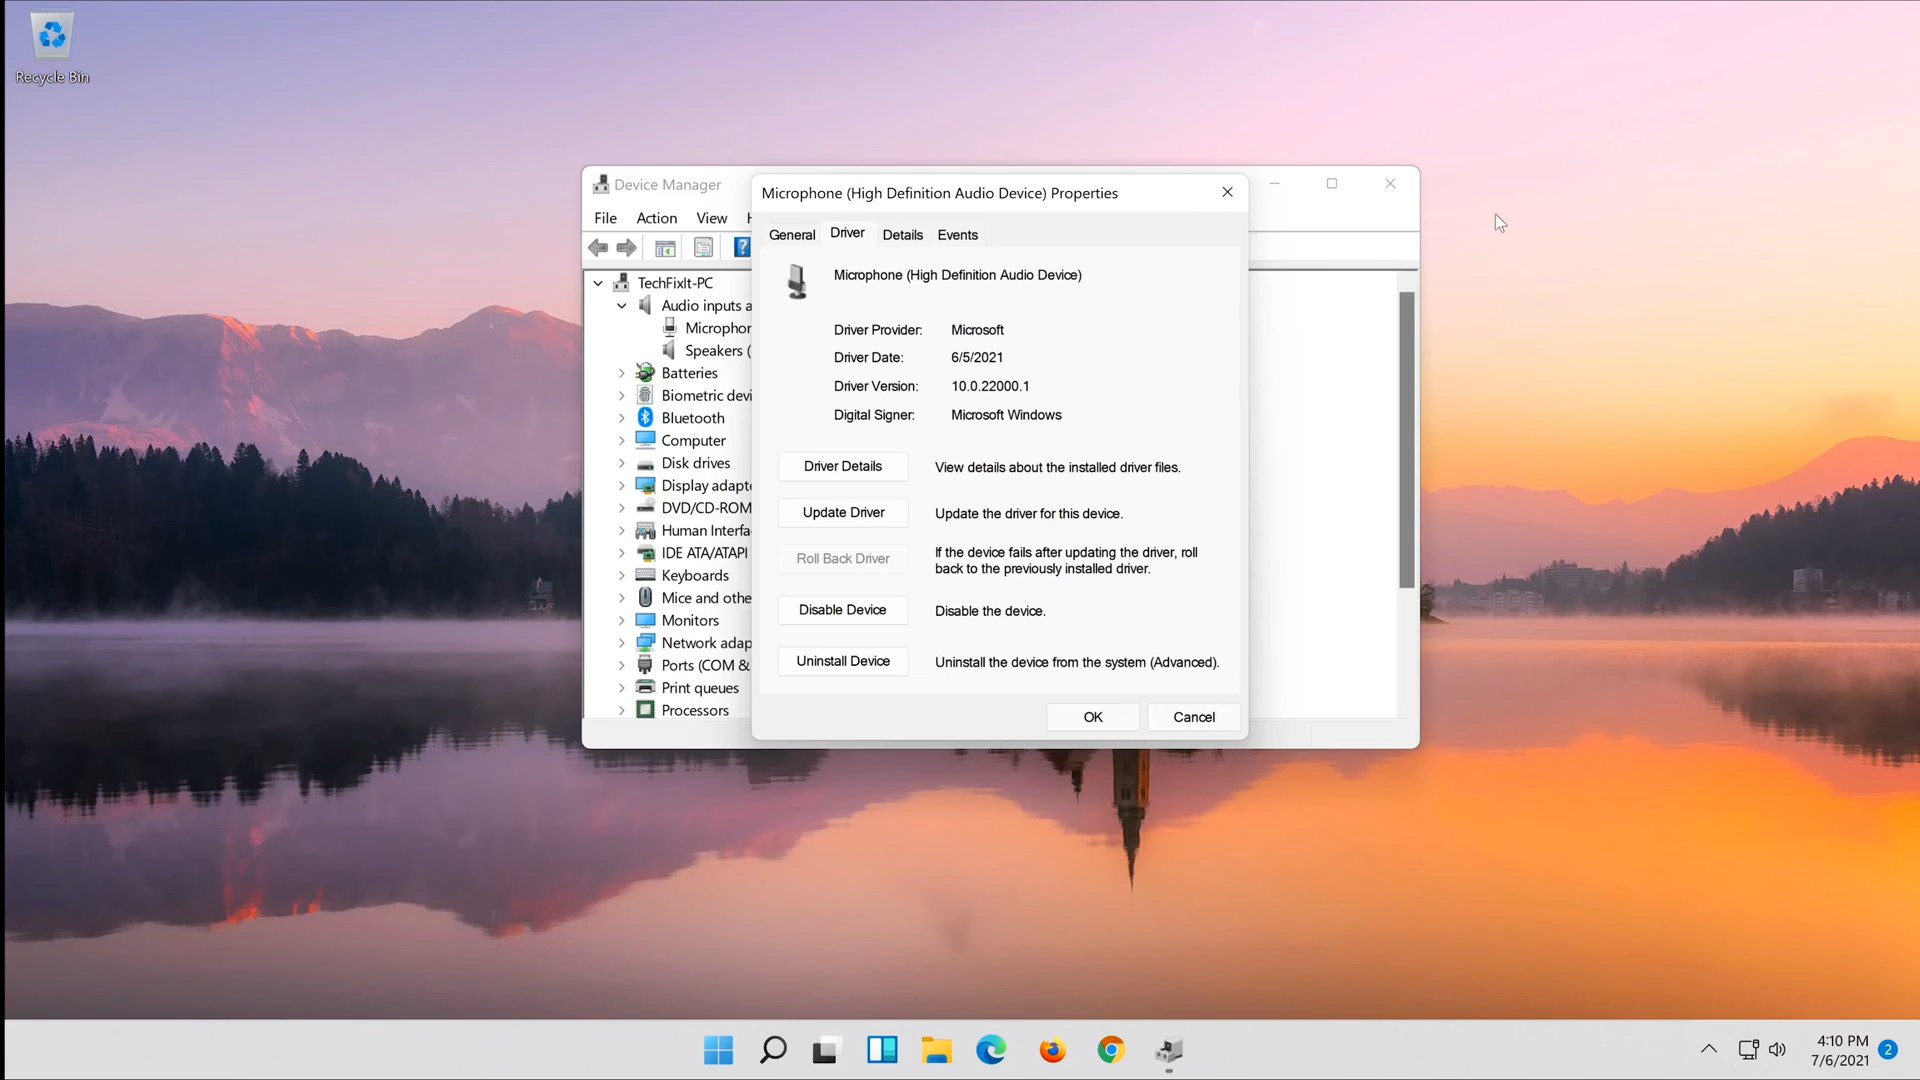 Recycle Bin
Device Manager
File Action View H
TechFixIt-PC
Audio inputs a
Microphor
Speakers (
Batteries
Biometric devi
Bluetooth
Computer
Disk drives
Display adapte
DVD/CD-ROM
Human Interfa
IDE ATA/ATAPI
Keyboards
Mice and othe
Monitors
Network adap
Ports (COM &
Print queues
Processors
Microphone (High Definition Audio Device) Properties
General Driver Details Events
Microphone (High Definition Audio Device)
Driver Provider: Microsoft
Driver Date: 6/5/2021
Driver Version: 10.0.22000.1
Digital Signer: Microsoft Windows
Driver Details View details about the installed driver files.
Update Driver Update the driver for this device.
Roll Back Driver If the device fails after updating the driver, roll
back to the previously installed driver.
Disable Device Disable the device.
Uninstall Device Uninstall the device from the system (Advanced).
OK Cancel
4:10 PM
7/6/2021 2